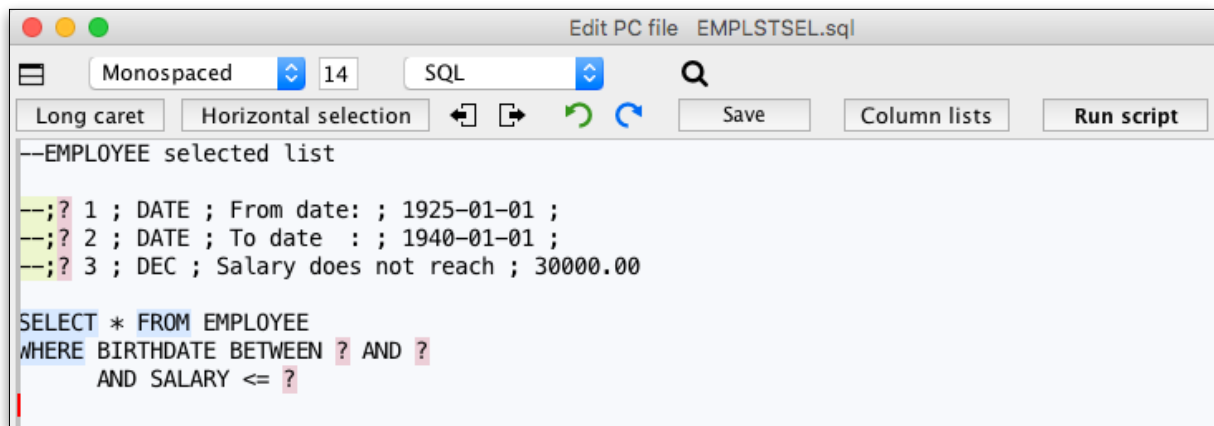 Edit PC file EMPLSTSEL.sql
Monospaced 14 SQL
Long caret Horizontal selection Save Column lists Run script
--EMPLOYEE selected list
--;? 1 ; DATE ; From date: ; 1925-01-01 ;
--;? 2 ; DATE ; To date  : ; 1940-01-01 ;
--;? 3 ; DEC ; Salary does not reach ; 30000.00
SELECT * FROM EMPLOYEE
WHERE BIRTHDATE BETWEEN ? AND ?
      AND SALARY <= ?